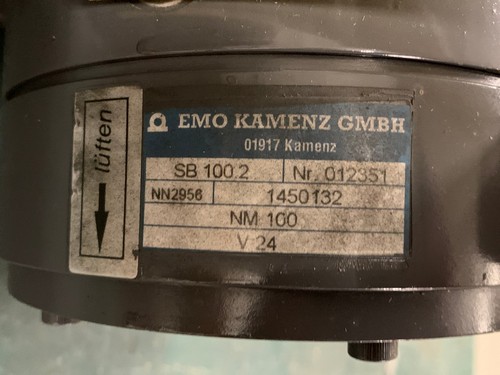 lüften
EMO KAMENZ GMBH
01917 Kamenz
SB 100.2 Nr. 012351
NN2956 1450132
NM 100
V 24